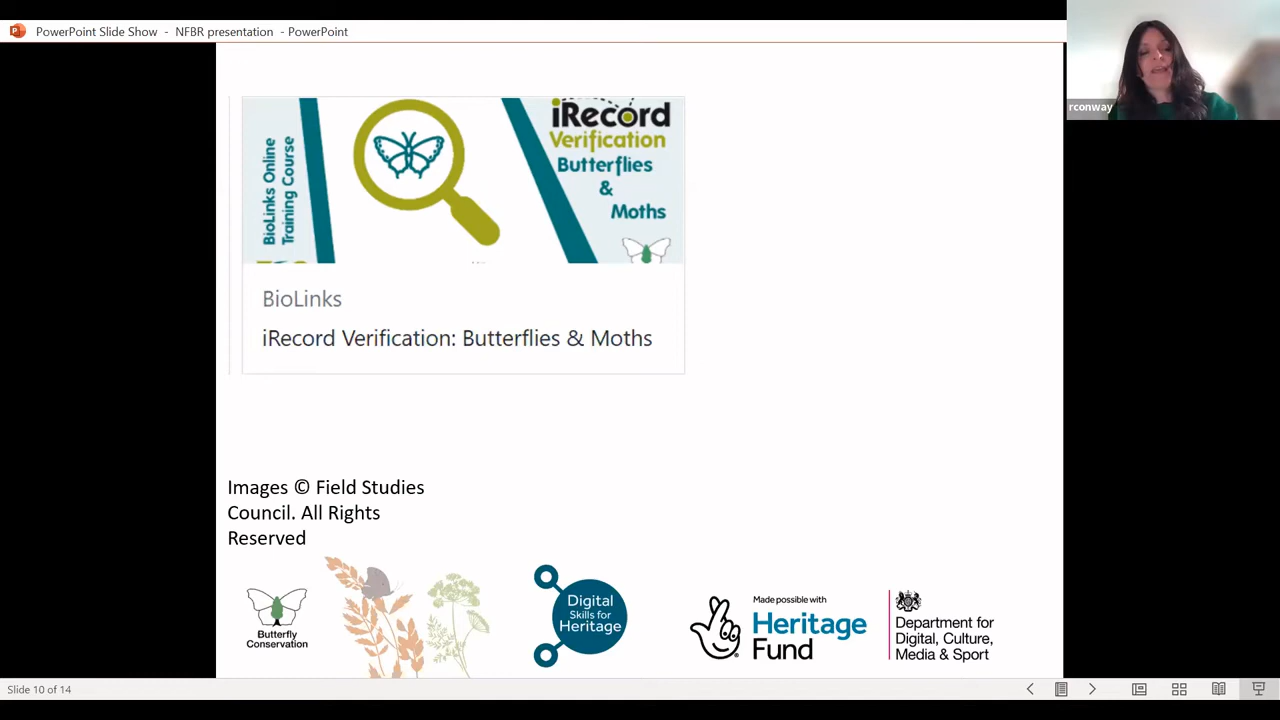 PowerPoint Slide Show - NFBR presentation - PowerPoint
rconway
BioLinks Online
Training Course
iRecord
Verification
Butterflies
&
Moths
BioLinks
iRecord Verification: Butterflies & Moths
Images © Field Studies
Council. All Rights
Reserved
Butterfly
Conservation
Digital
Skills for
Heritage
Made possible with
Heritage
Fund
Department for
Digital, Culture,
Media & Sport
Slide 10 of 14